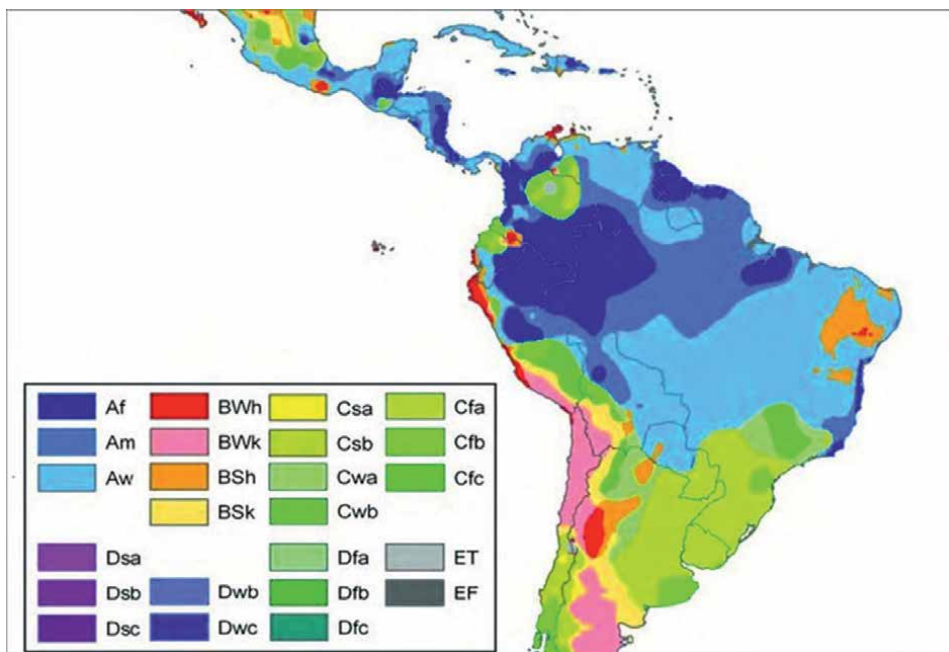 Af BWh Csa Cfa
Am BWk Csb Cfb
Aw BSh Cwa Cfc
BSk Cwb
Dsa Dfa ET
Dsb Dwb Dfb EF
Dsc Dwc Dfc